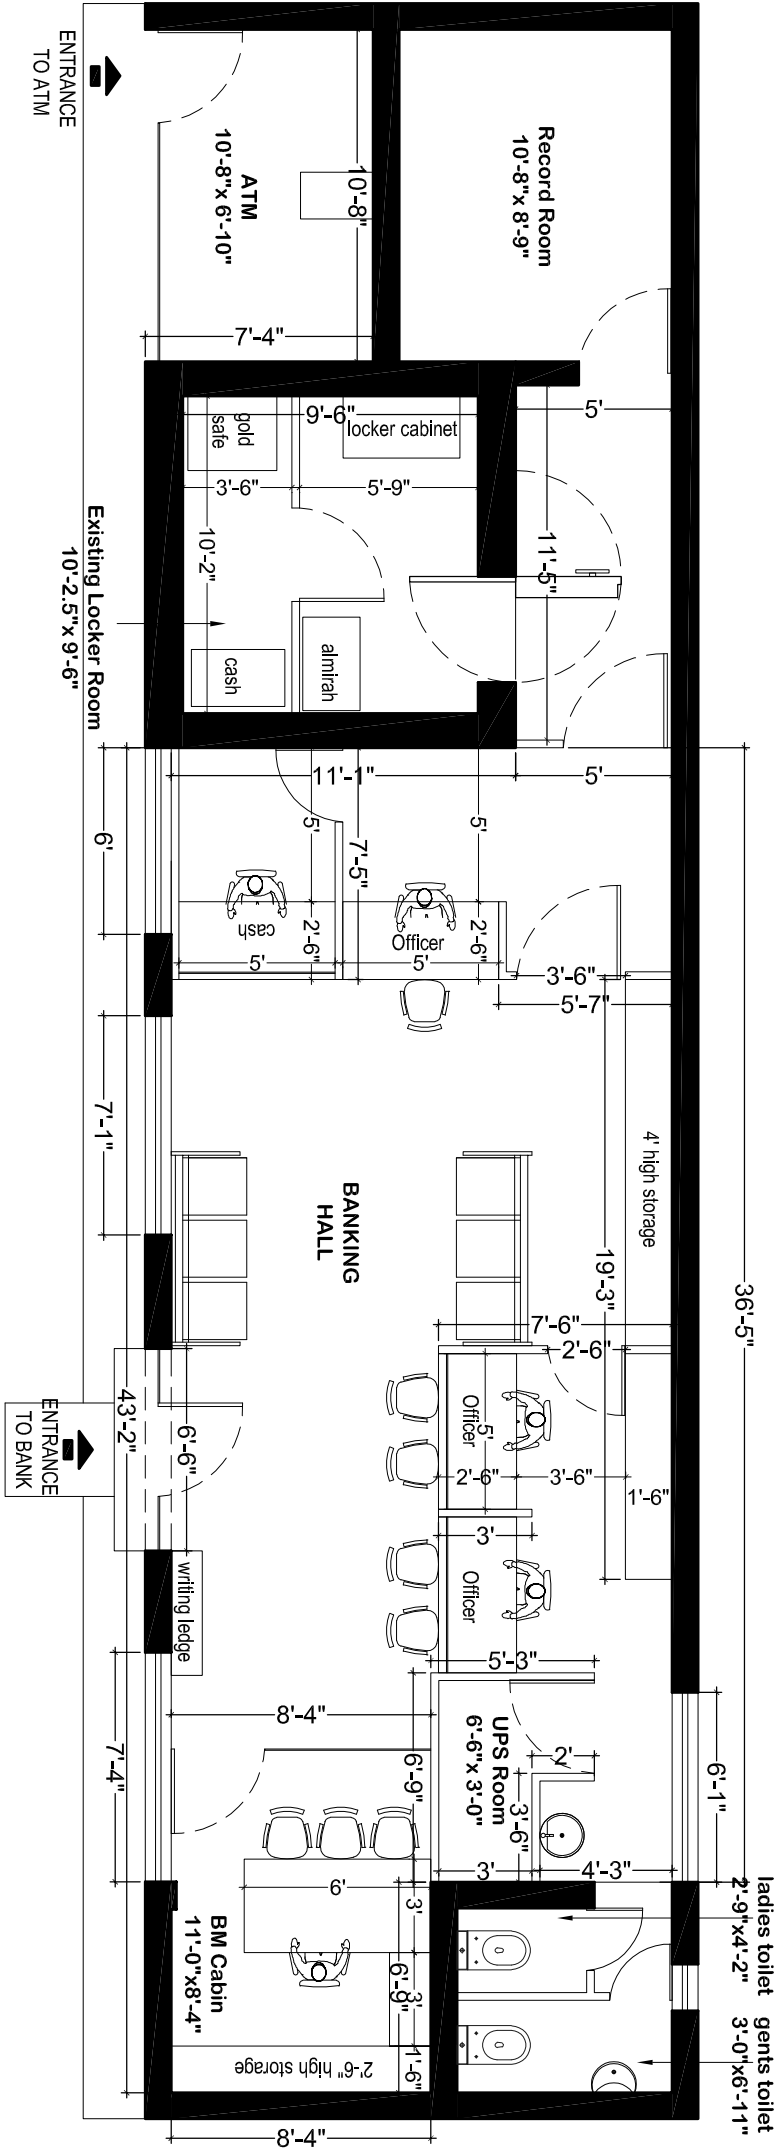 ENTRANCE
TO ATM
ATM
10'-8"x 6'-10"
10'-8"
7'-4"
Record Room
10'-8"x 8'-9"
5'
9'-6"
gold
safe
locker cabinet
3'-6"
5'-9"
10'-2"
11'-5"
almirah
cash
Existing Locker Room
10'-2.5"x 9'-6"
11'-1"
5'
6'
5'
7'-5"
5'
cash
2'-6"
Officer
2'-6"
5'
5'
3'-6"
5'-7"
7'-1"
4' high storage
BANKING
HALL
19'-3"
36'-5"
7'-6"
2'-6"
43'-2"
6'-6"
ENTRANCE
TO BANK
Officer
5'
2'-6"
3'-6"
1'-6"
3'
Officer
writing ledge
5'-3"
8'-4"
7'-4"
6'-9"
UPS Room
6'-6"x 3'-0"
2'
3'-6"
6'-1"
3'
4'-3"
6'
3'
BM Cabin
11'-0"x8'-4"
6'-9"
3'
1'-6"
2'-6" high storage
8'-4"
ladies toilet
2'-9"x4'-2"
gents toilet
3'-0"x6'-11"